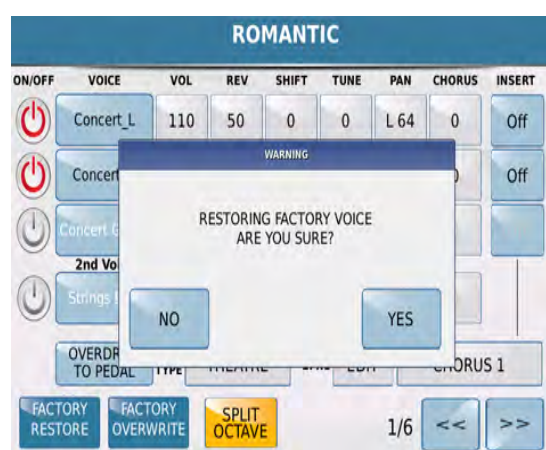 ROMANTIC
ON/OFF VOICE VOL REV SHIFT TUNE PAN CHORUS INSERT
Concert_L 110 50 0 0 L 64 0 Off
WARNING
Concert Off
RESTORING FACTORY VOICE
ARE YOU SURE?
Concert
2nd Vo
Strings
NO YES
OVERDR
TO PEDAL TYPE CHORUS 1
FACTORY RESTORE FACTORY OVERWRITE SPLIT OCTAVE 1/6 << >>